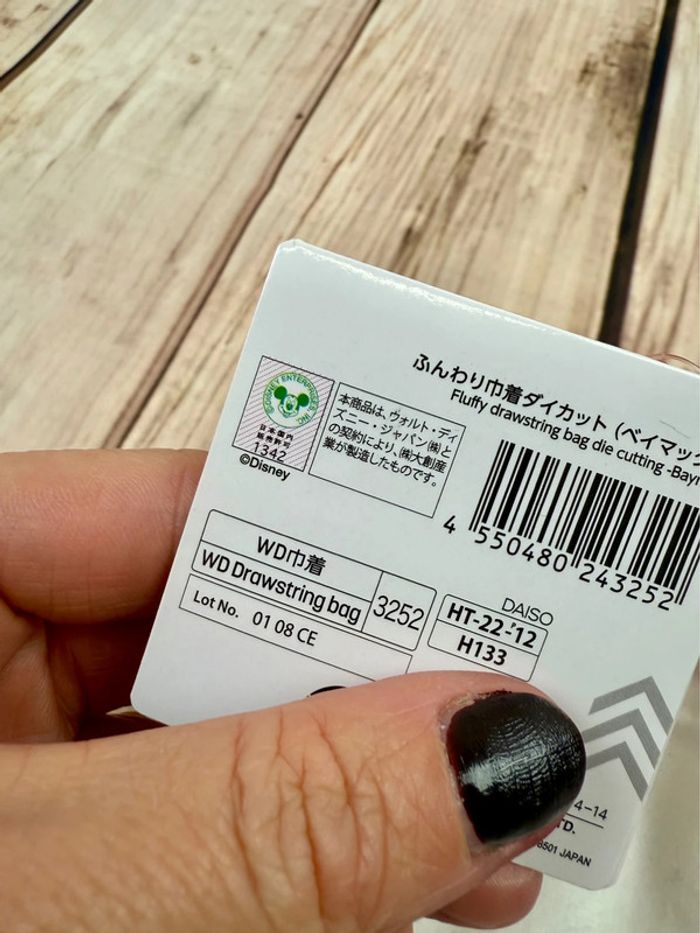 ふんわり巾着ダイカット (ベイマック
Fluffy drawstring bag die cutting -Bay
©DISNEY ENTERPRISES, INC.
日本国内
販売許可
1342
©Disney
本商品は、ウォルト・ディ
ズニー・ジャパン(株)と
の契約により、(株)大創産
業が製造したものです。
4 550480 243252
WD巾着
WD Drawstring bag
3252
Lot No. 01 08 CE
DAISO
HT-22-'12
H133
4-14
TD.
8501 JAPAN